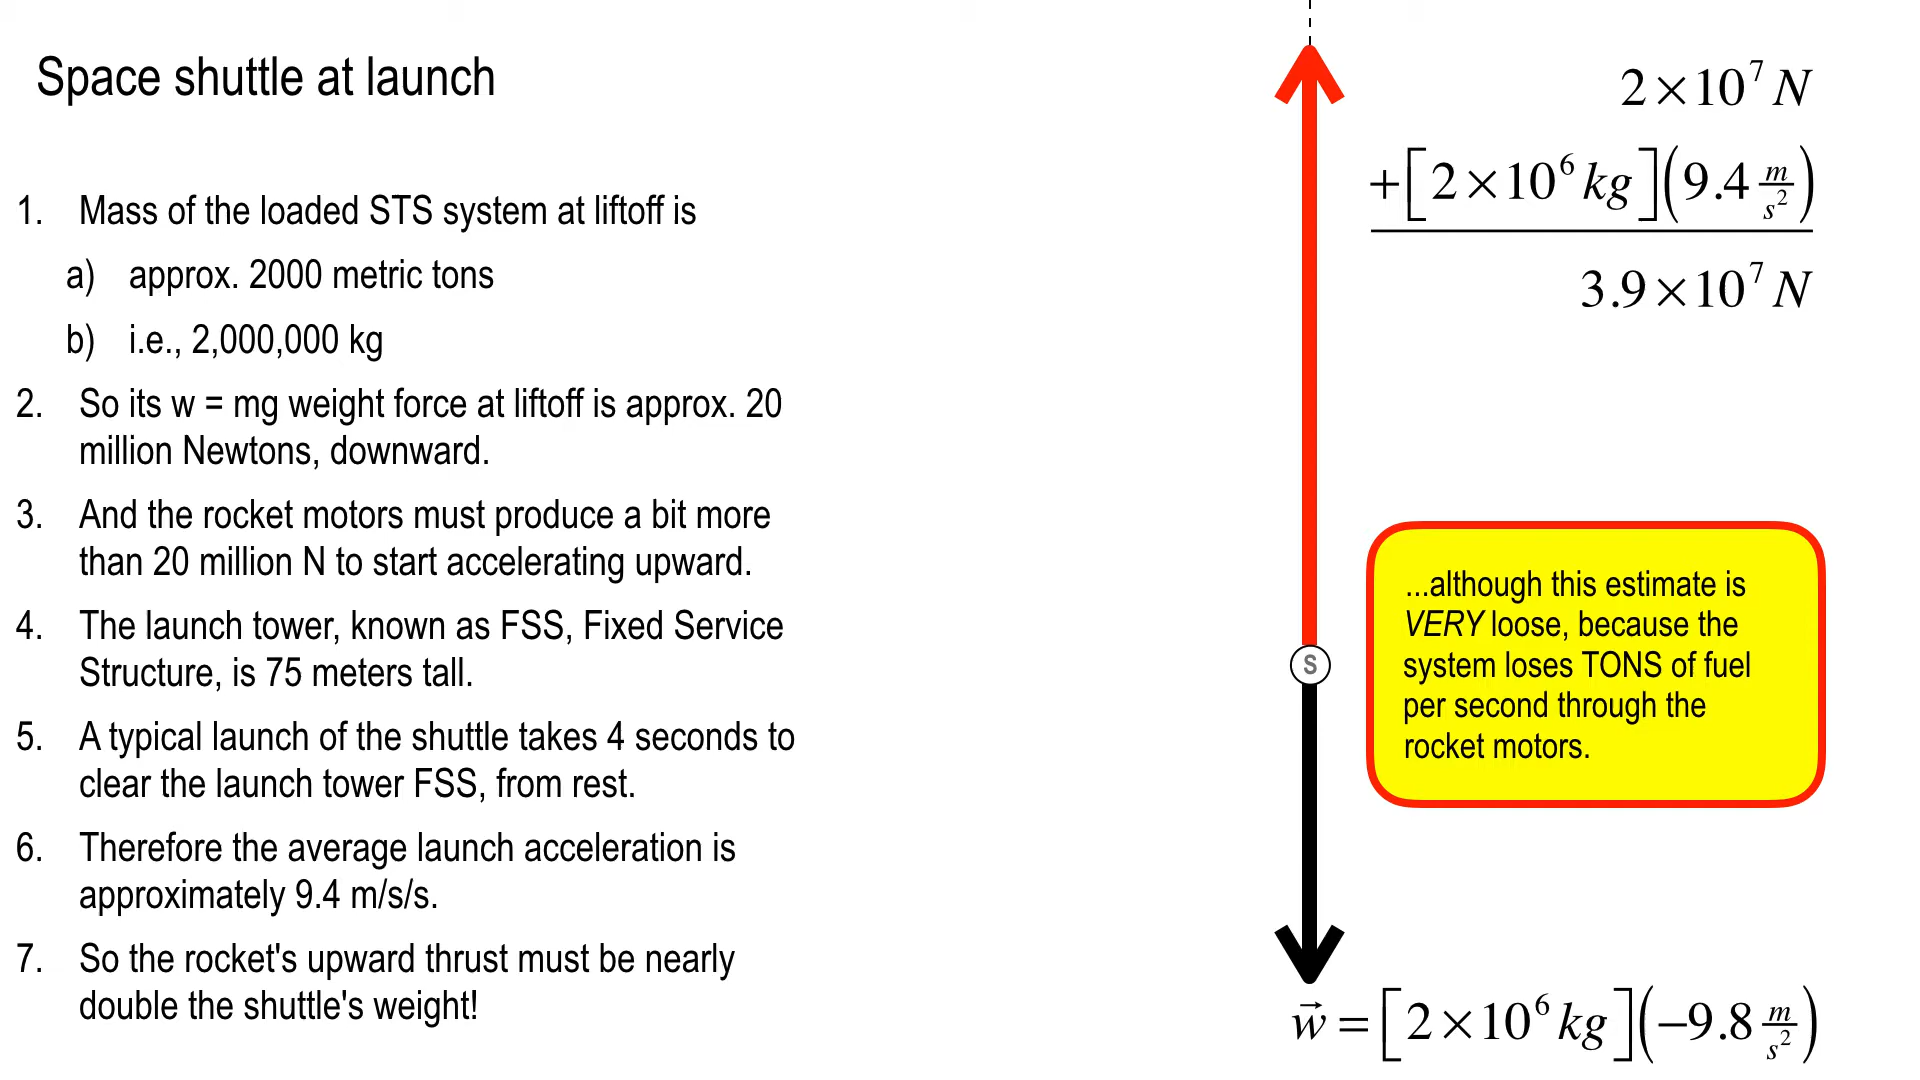 Space shuttle at launch
1. Mass of the loaded STS system at liftoff is
a) approx. 2000 metric tons
b) i.e., 2,000,000 kg
2. So its w = mg weight force at liftoff is approx. 20
million Newtons, downward.
3. And the rocket motors must produce a bit more
than 20 million N to start accelerating upward.
4. The launch tower, known as FSS, Fixed Service
Structure, is 75 meters tall.
5. A typical launch of the shuttle takes 4 seconds to
clear the launch tower FSS, from rest.
6. Therefore the average launch acceleration is
approximately 9.4 m/s/s.
7. So the rocket's upward thrust must be nearly
double the shuttle's weight!
2×10⁷ N
+[2×10⁶ kg](9.4 m/s²)
3.9×10⁷ N
S
...although this estimate is
VERY loose, because the
system loses TONS of fuel
per second through the
rocket motors.
w⃗ = [2×10⁶ kg](−9.8 m/s²)